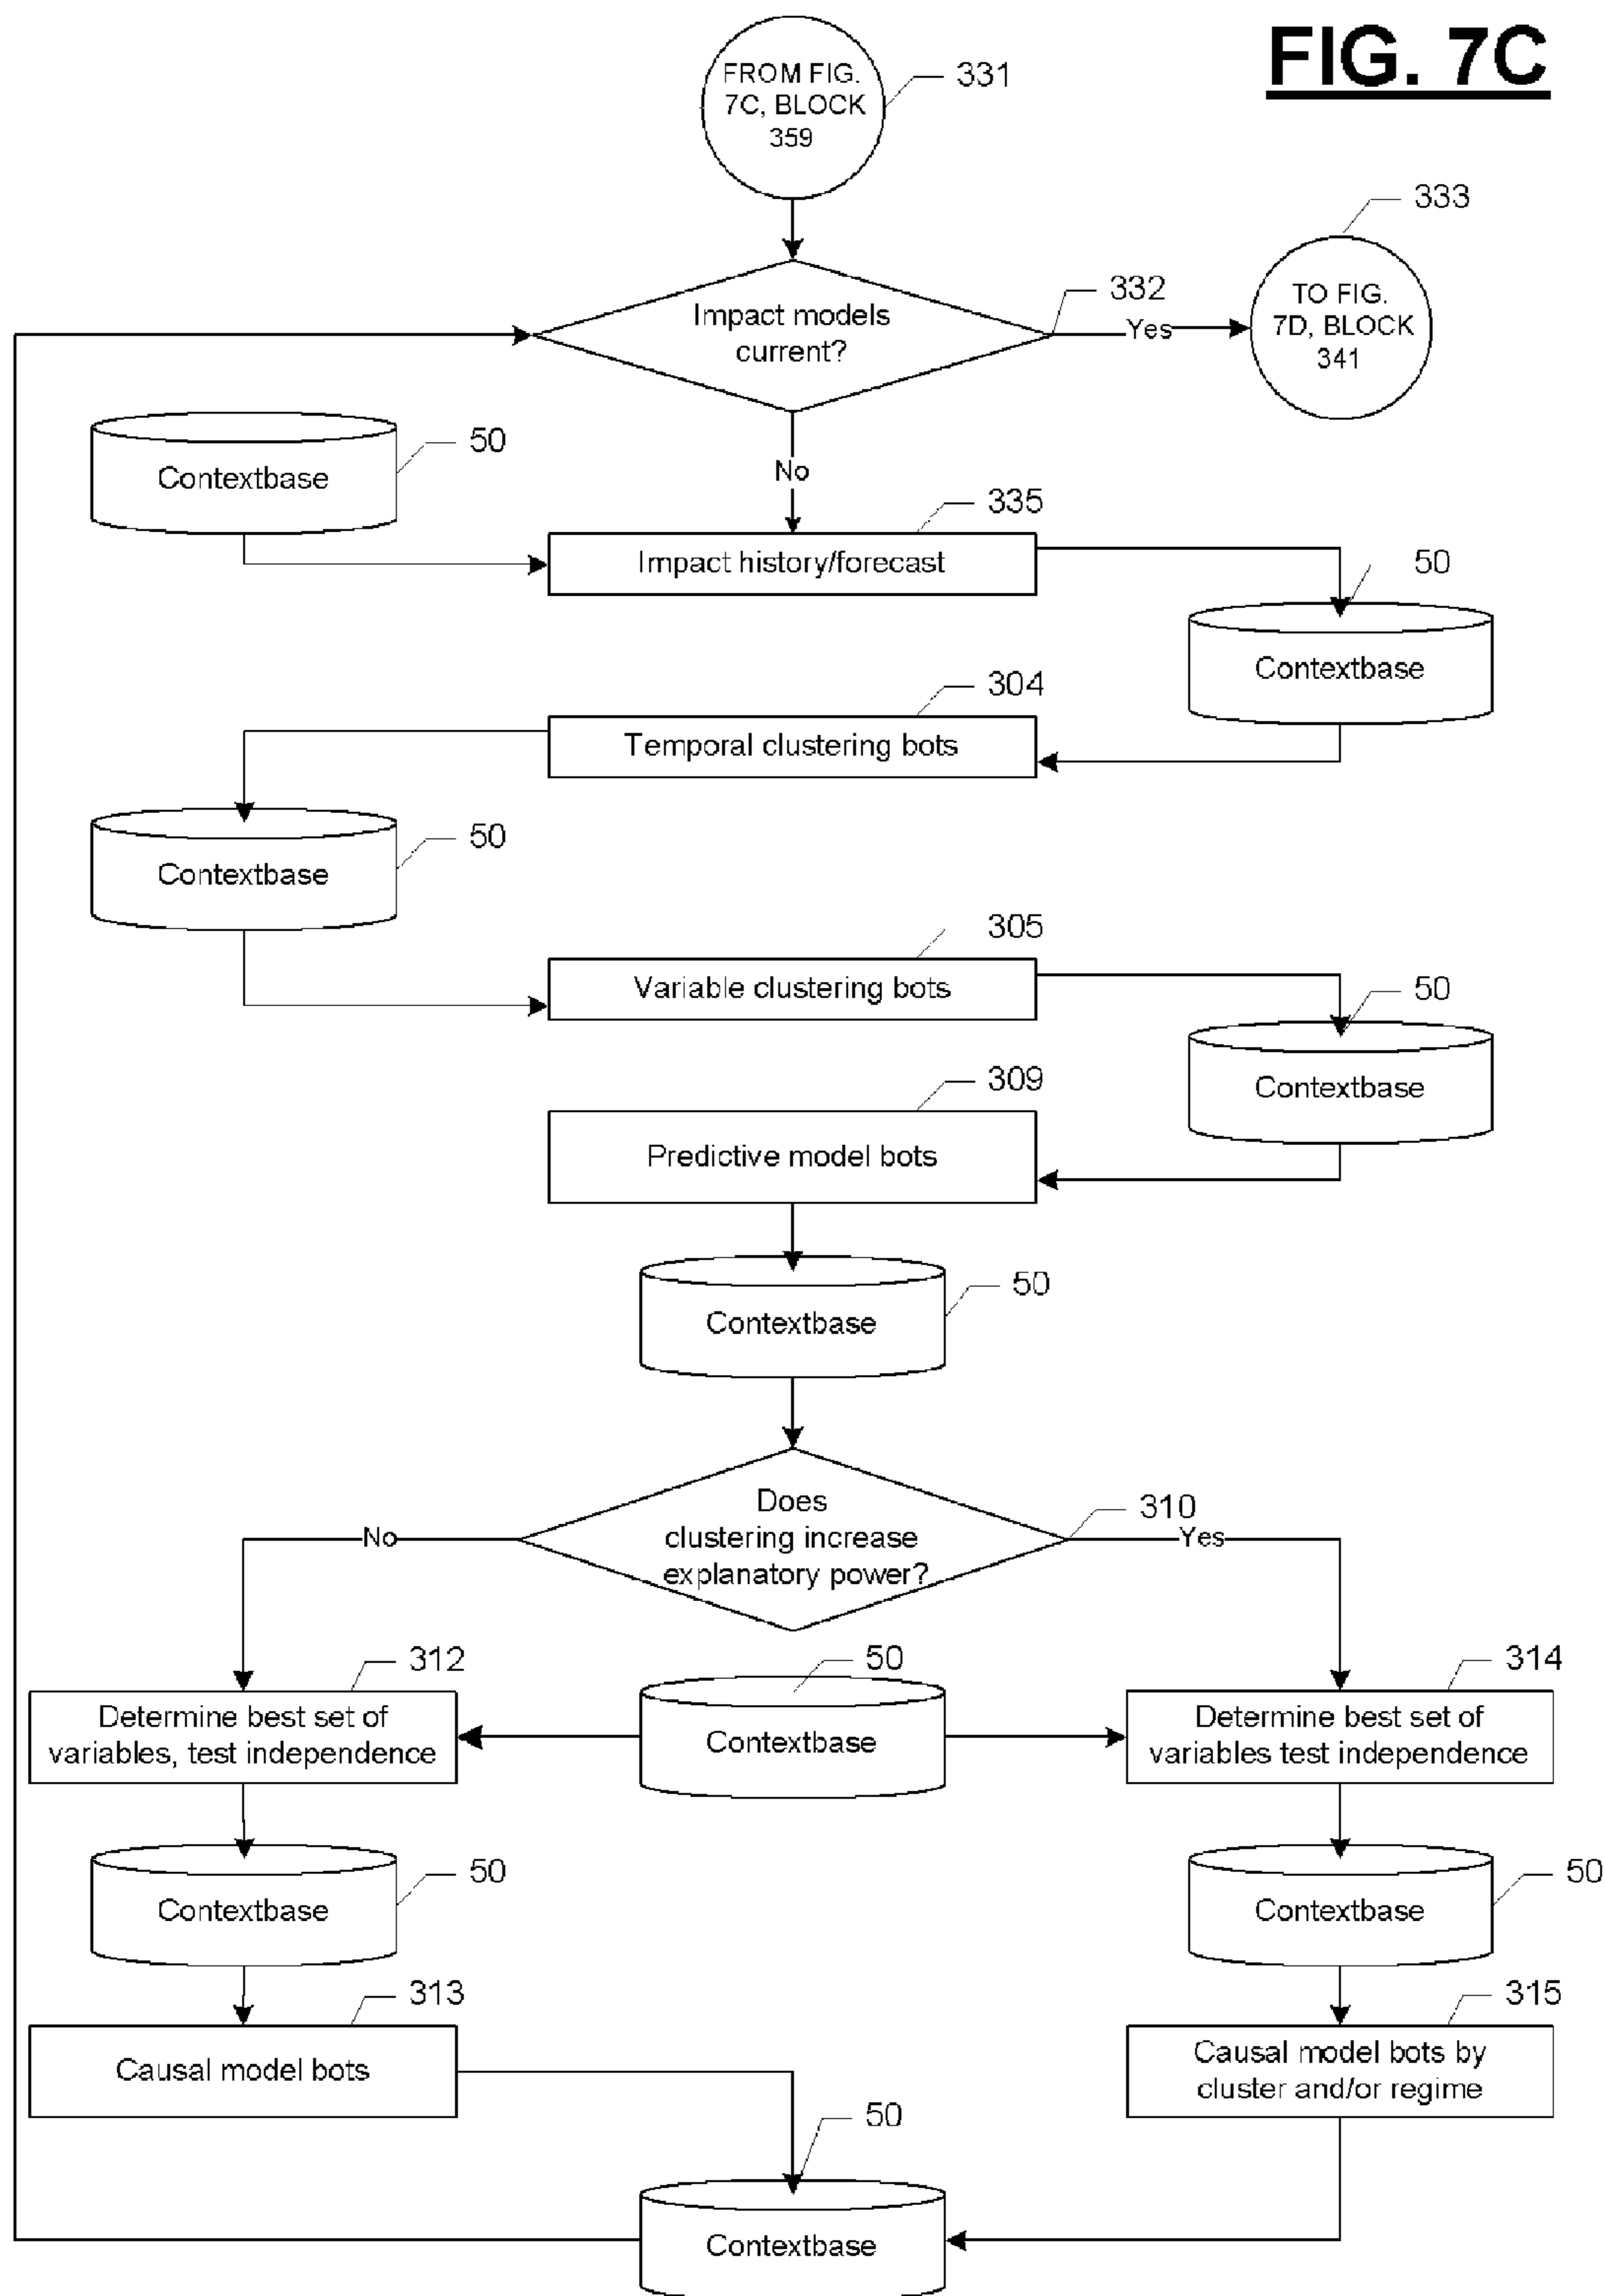 FIG. 7C
FROM FIG.
7C, BLOCK
359
331
333
TO FIG.
7D, BLOCK
341
332
Impact models
current?
Yes
No
50
Contextbase
335
Impact history/forecast
50
Contextbase
304
Temporal clustering bots
50
Contextbase
305
Variable clustering bots
50
Contextbase
309
Predictive model bots
50
Contextbase
Does
clustering increase
explanatory power?
310
No
Yes
312
Determine best set of
variables, test independence
50
Contextbase
314
Determine best set of
variables test independence
50
Contextbase
50
Contextbase
313
Causal model bots
315
Causal model bots by
cluster and/or regime
50
Contextbase